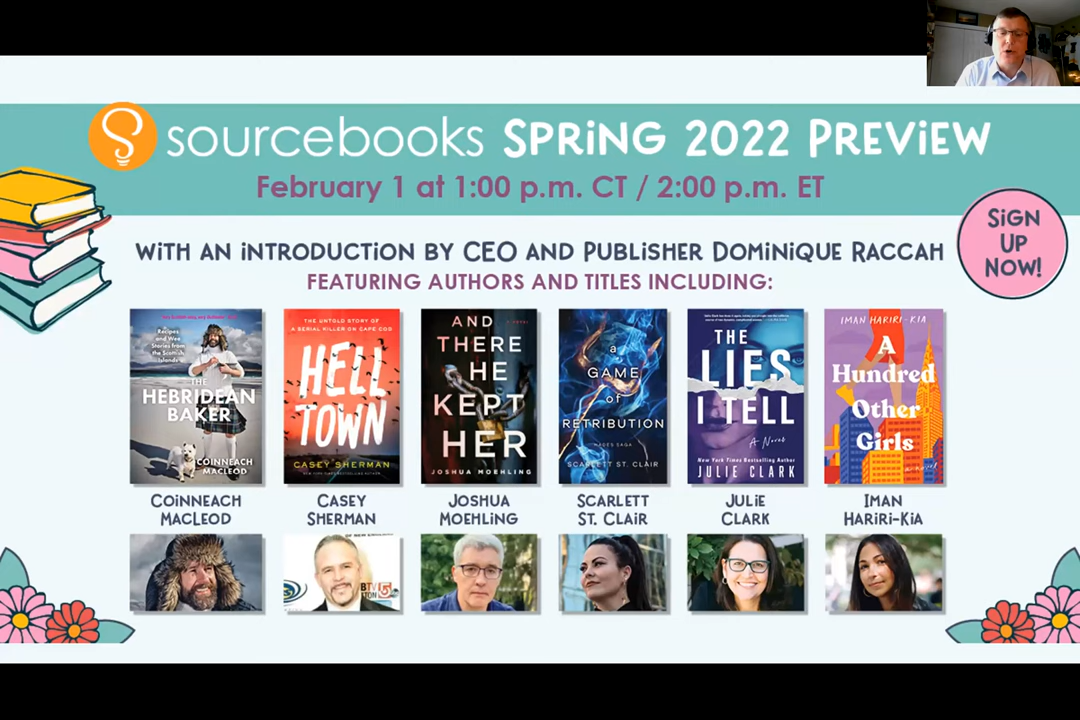 sourcebooks SPRING 2022 PREVIEW
February 1 at 1:00 p.m. CT / 2:00 p.m. ET
SIGN
UP
NOW!
WITH AN INTRODUCTION BY CEO AND PUBLISHER DOMINIQUE RACCAH
FEATURING AUTHORS AND TITLES INCLUDING:
Recipes
and Wee
Stories from
the Scottish
Islands
THE
HEBRIDEAN
BAKER
COINNEACH
MACLEOD
THE UNTOLD STORY OF
A SERIAL KILLER ON CAPE COD
HELL
TOWN
CASEY SHERMAN
AND
THERE
HE
KEPT
HER
JOSHUA MOEHLING
a
GAME
of
RETRIBUTION
HADES SAGA
SCARLETT ST. CLAIR
THE
LIES
I TELL
A Novel
New York Times Bestselling Author
JULIE CLARK
IMAN HARIRI-KIA
A
Hundred
Other
Girls
a novel
COINNEACH
MACLEOD
CASEY
SHERMAN
JOSHUA
MOEHLING
SCARLETT
ST. CLAIR
JULIE
CLARK
IMAN
HARIRI-KIA